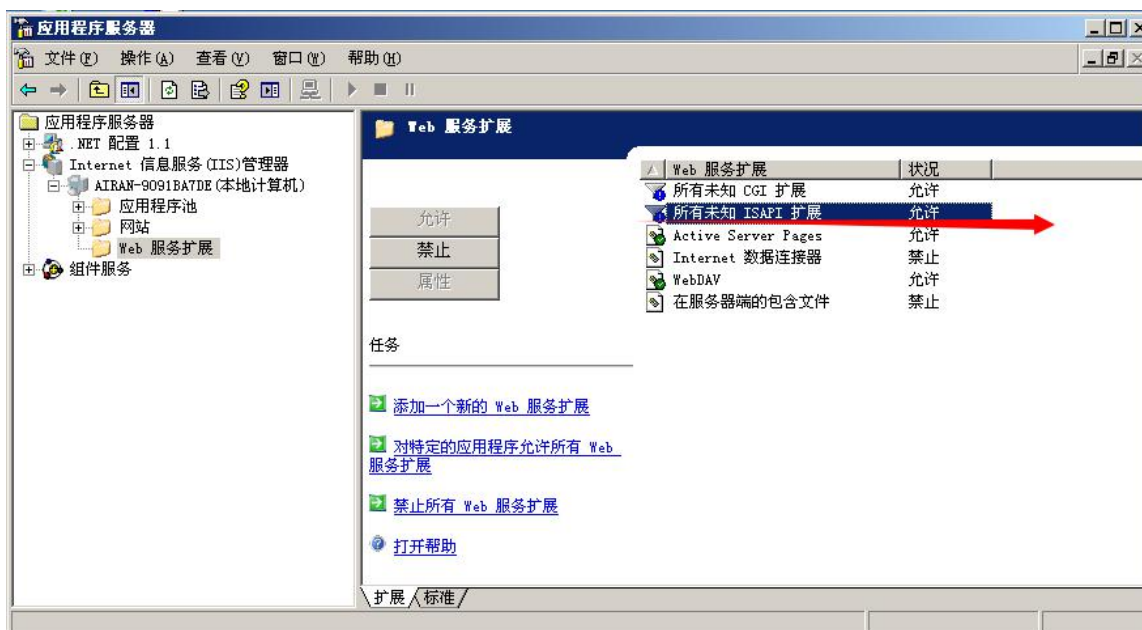 应用程序服务器
文件(F) 操作(A) 查看(V) 窗口(W) 帮助(H)
应用程序服务器
.NET 配置 1.1
Internet 信息服务(IIS)管理器
AIRAN-9091BA7DE(本地计算机)
应用程序池
网站
Web 服务扩展
组件服务
Web 服务扩展
允许
禁止
属性
任务
添加一个新的 Web 服务扩展
对特定的应用程序允许所有 Web
服务扩展
禁止所有 Web 服务扩展
打开帮助
Web 服务扩展 状况
所有未知 CGI 扩展 允许
所有未知 ISAPI 扩展 允许
Active Server Pages 允许
Internet 数据连接器 禁止
WebDAV 允许
在服务器端的包含文件 禁止
扩展 标准